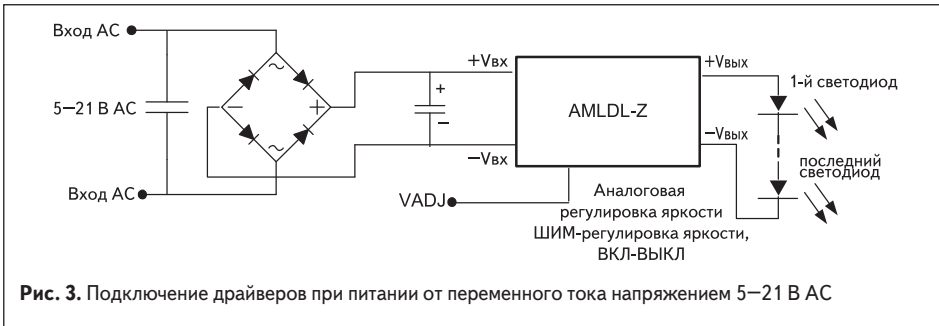 Вход AC
5—21 В AC
Вход AC
~
~
−
+
+
−
+Vвх
−Vвх
AMLDL-Z
VADJ
+Vвых
−Vвых
1-й светодиод
последний
светодиод
Аналоговая
регулировка яркости
ШИМ-регулировка яркости,
ВКЛ-ВЫКЛ
Рис. 3. Подключение драйверов при питании от переменного тока напряжением 5—21 В AC